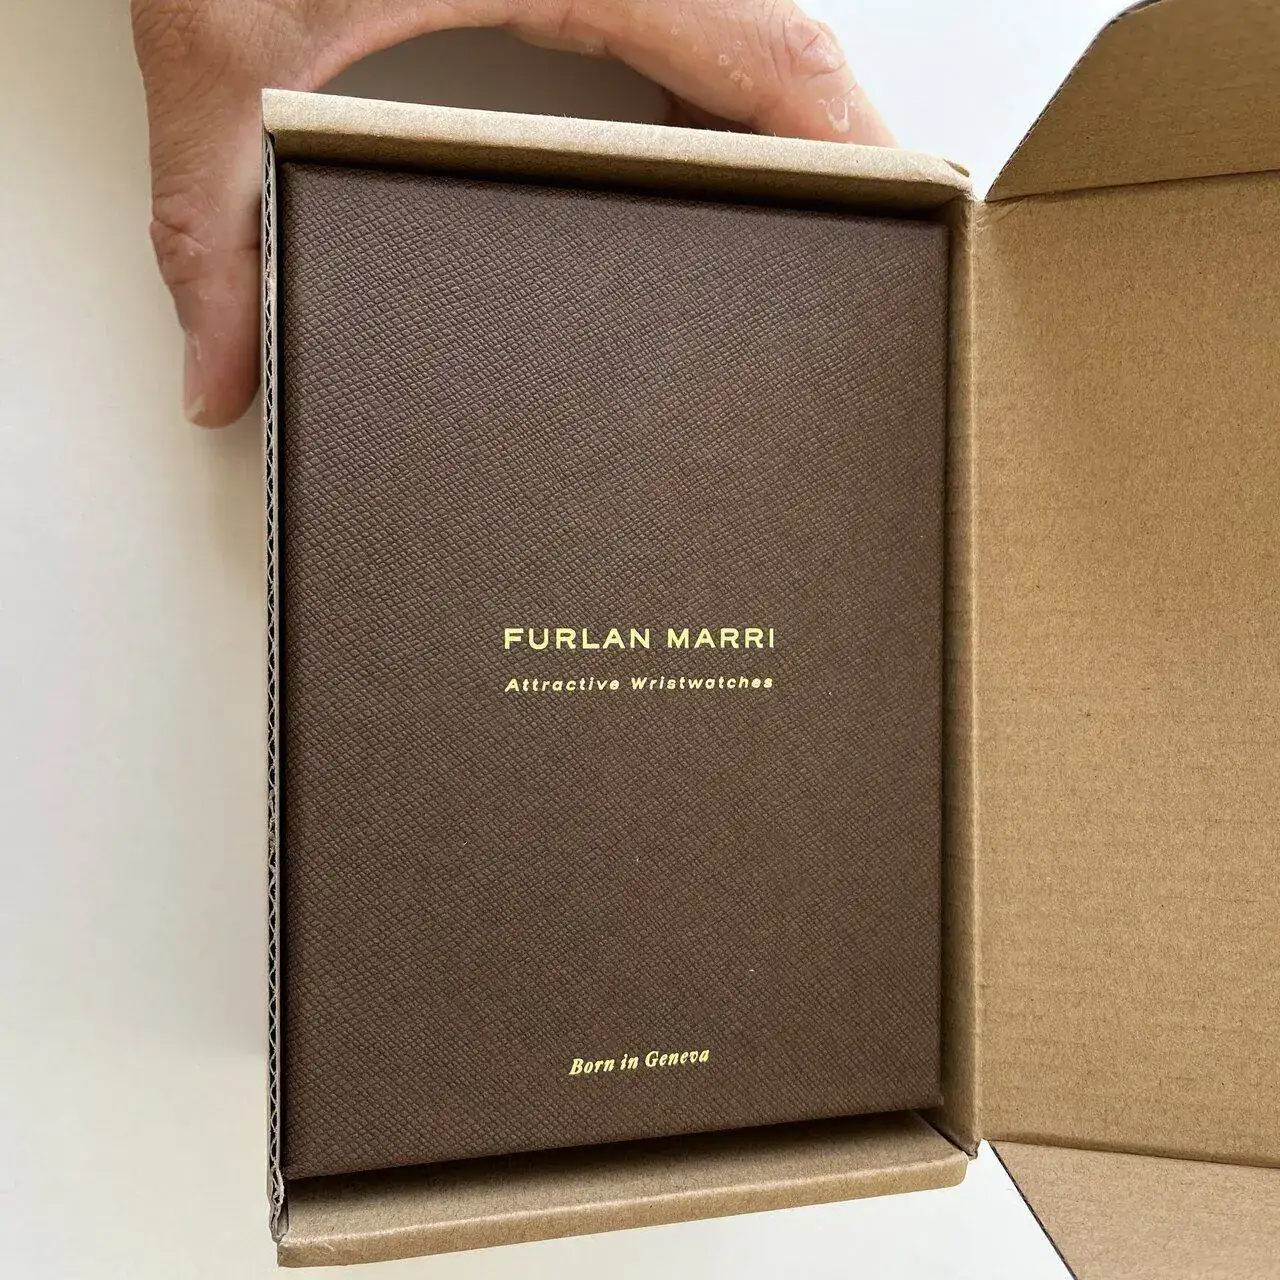 FURLAN MARRI
Attractive Wristwatches
Born in Geneva